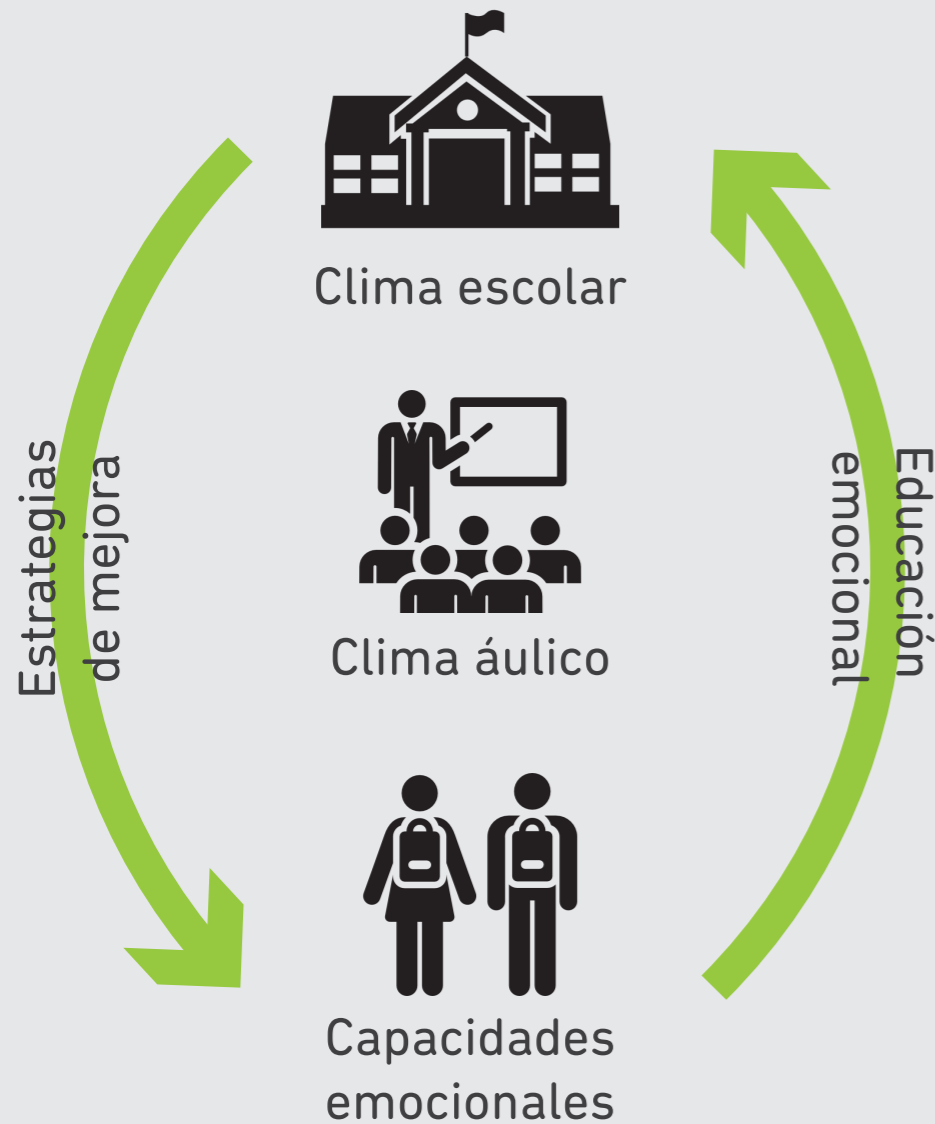 Clima escolar
Estrategias
de mejora
Clima áulico
Educación
emocional
Capacidades
emocionales